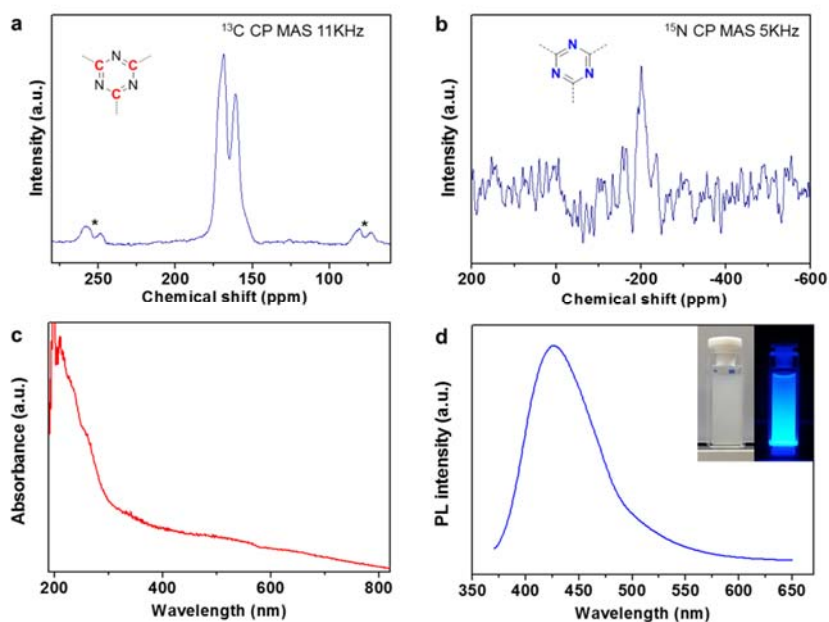 a
¹³C CP MAS 11KHz
N
C C
N N
C
Intensity (a.u.)
* *
250 200 150 100
Chemical shift (ppm)
b
¹⁵N CP MAS 5KHz
N
N N
Intensity (a.u.)
200 0 -200 -400 -600
Chemical shift (ppm)
c
Absorbance (a.u.)
200 400 600 800
Wavelength (nm)
d
PL intensity (a.u.)
350 400 450 500 550 600 650
Wavelength (nm)